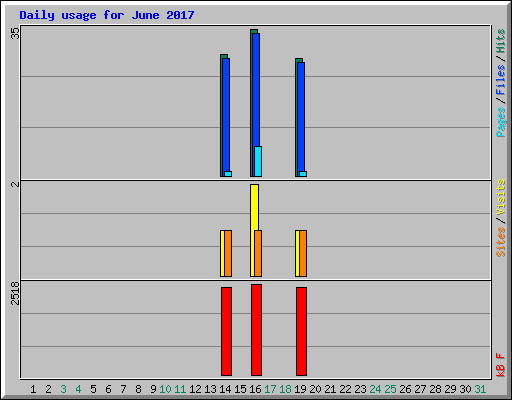 Daily usage for June 2017
35
2
2518
Pages/Files/Hits
Sites/Visits
kB F
1 2 3 4 5 6 7 8 9 10 11 12 13 14 15 16 17 18 19 20 21 22 23 24 25 26 27 28 29 30 31